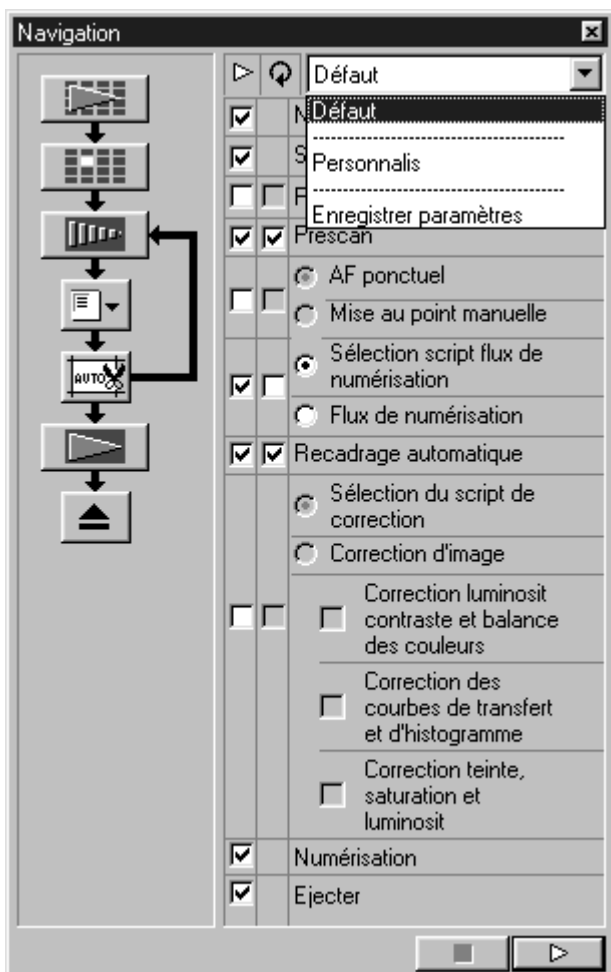 Navigation
Défaut
N Défaut
--------------------------------
S Personnalis
--------------------------------
Enregistrer paramètres
Prescan
AF ponctuel
Mise au point manuelle
Sélection script flux de
numérisation
AUTO
Flux de numérisation
Recadrage automatique
Sélection du script de
correction
Correction d'image
Correction luminosit
contraste et balance
des couleurs
Correction des
courbes de transfert
et d'histogramme
Correction teinte,
saturation et
luminosit
Numérisation
Ejecter